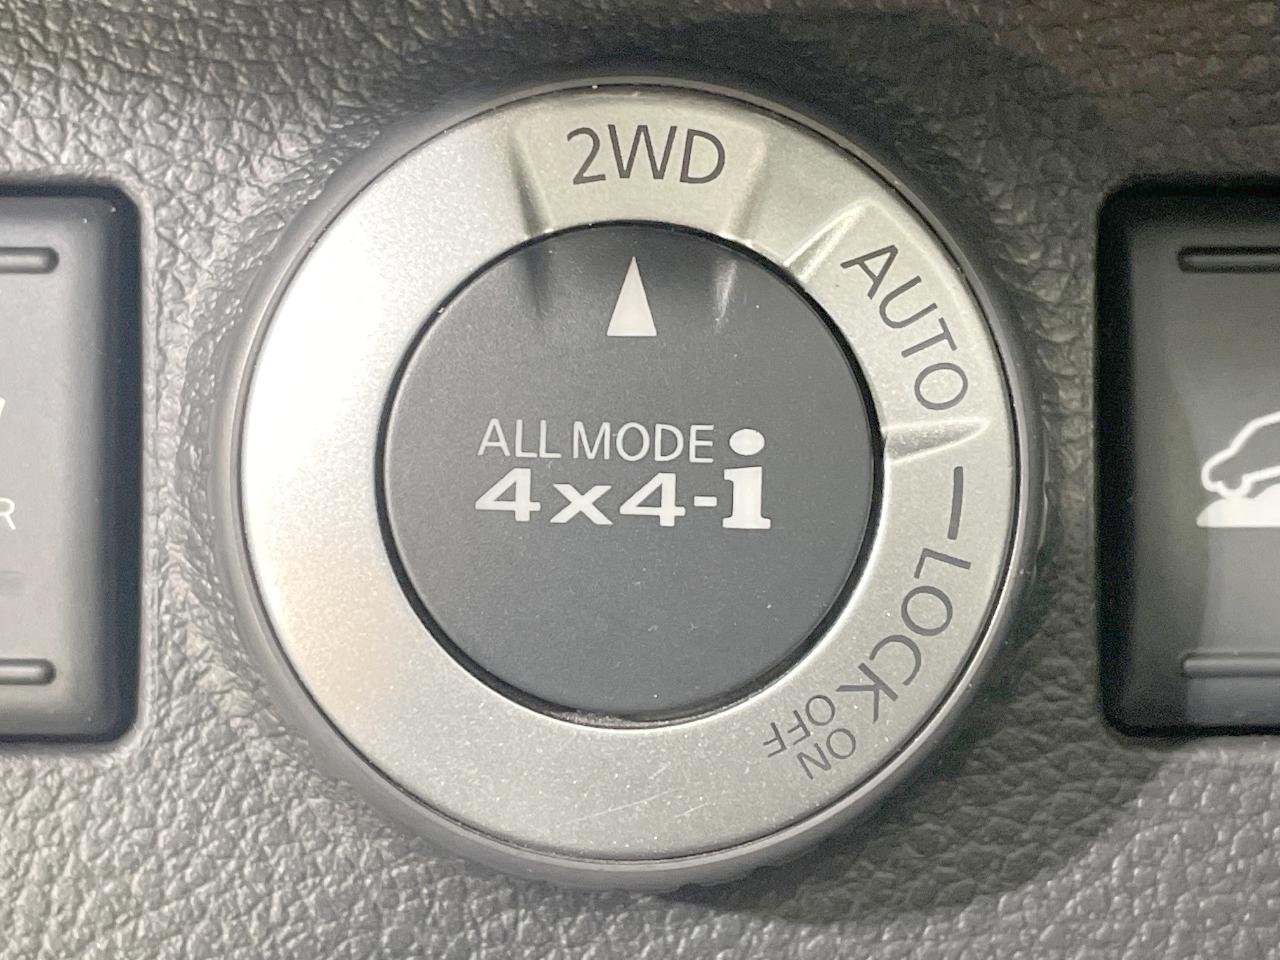 2WD
AUTO
LOCK
ON
OFF
ALL MODE
4x4-i
R